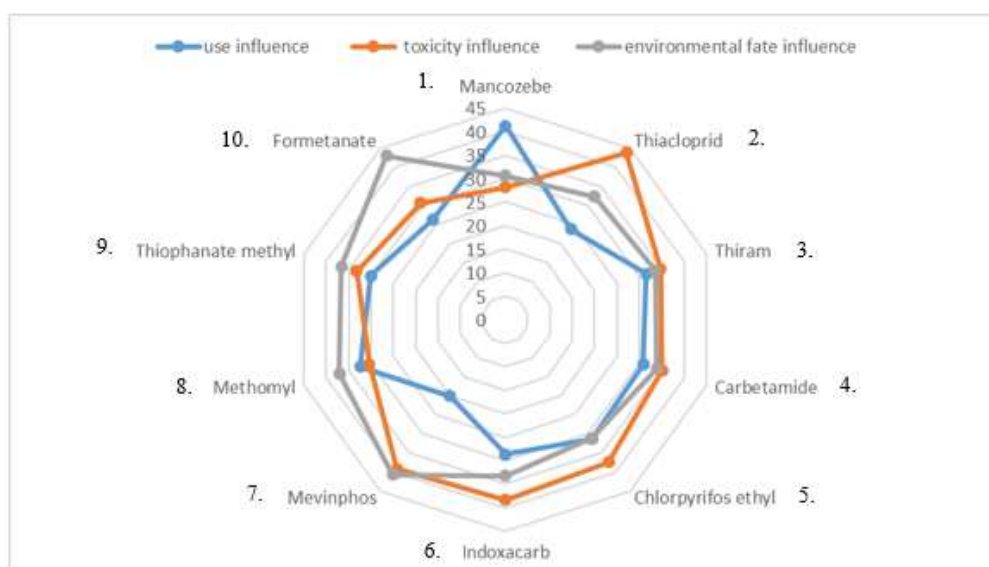 use influence toxicity influence environmental fate influence
1. Mancozebe
45
40
35
30
25
20
15
10
5
0
Thiacloprid 2.
Thiram 3.
Carbetamide 4.
Chlorpyrifos ethyl 5.
6. Indoxacarb
7. Mevinphos
8. Methomyl
9. Thiophanate methyl
10. Formetanate